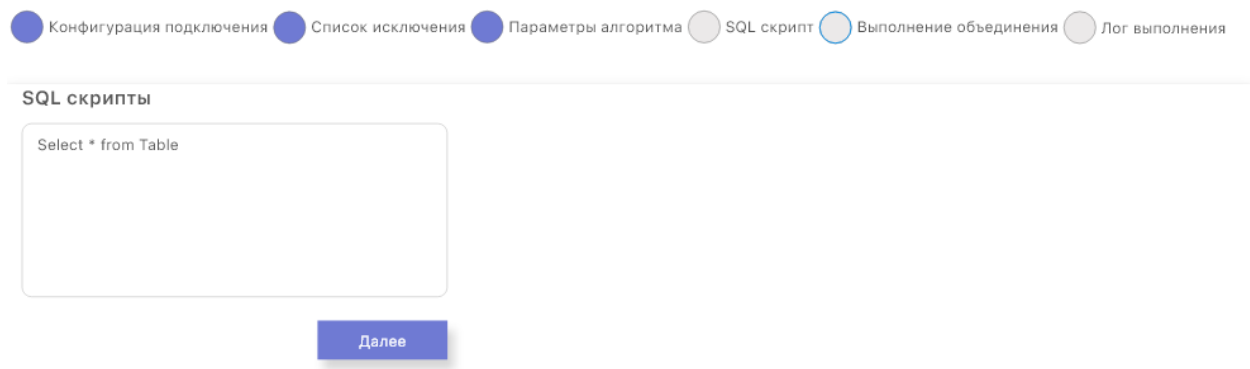 Конфигурация подключения Список исключения Параметры алгоритма SQL скрипт Выполнение объединения Лог выполнения
SQL скрипты
Select * from Table
Далее